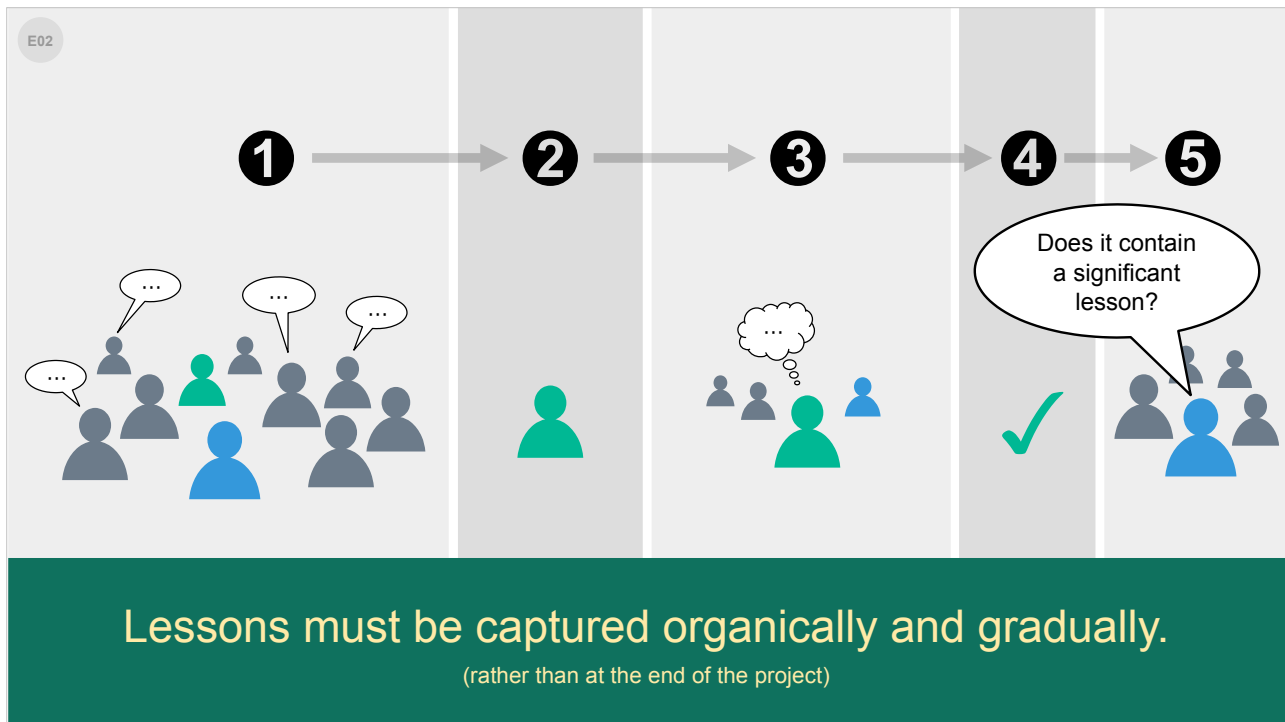 E02
1
2
3
4
5
Does it contain
a significant
lesson?
...
...
...
...
...
Lessons must be captured organically and gradually.
(rather than at the end of the project)